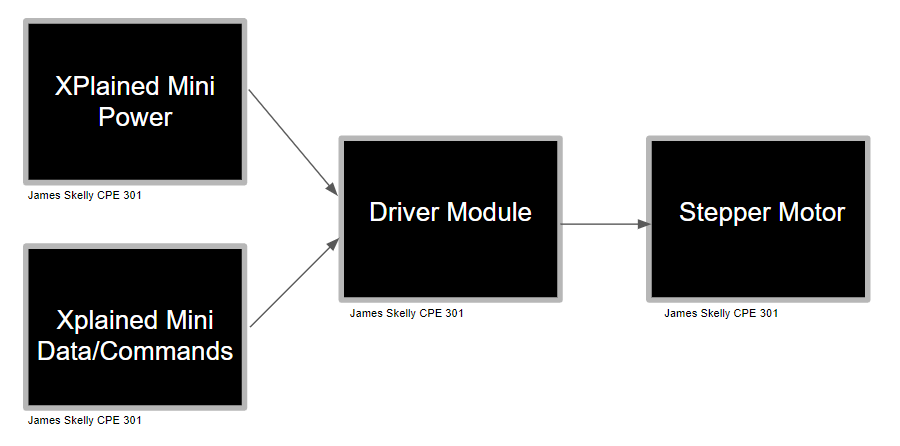 XPlained Mini
Power
James Skelly CPE 301
Xplained Mini
Data/Commands
James Skelly CPE 301
Driver Module
James Skelly CPE 301
Stepper Motor
James Skelly CPE 301